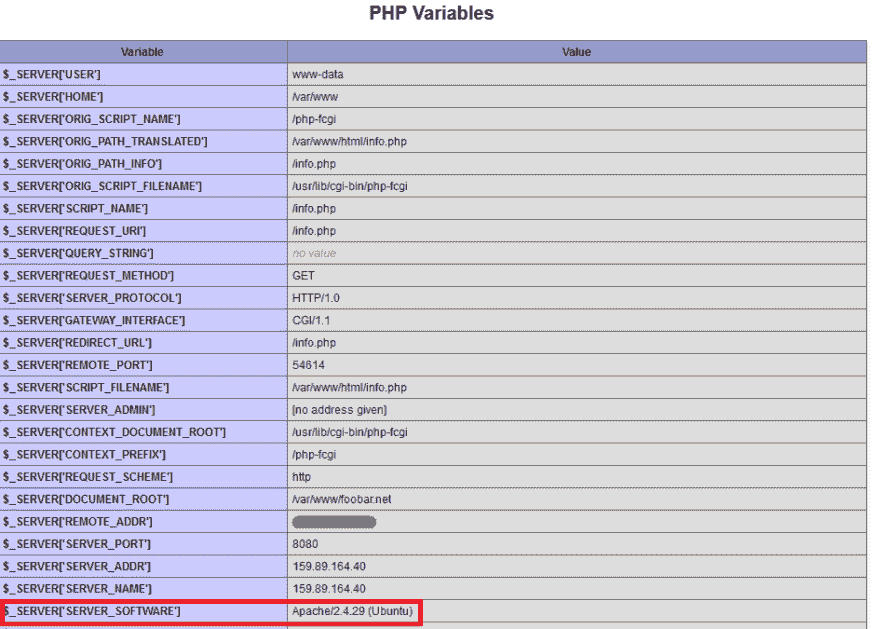 PHP Variables
Variable Value
$_SERVER['USER'] www-data
$_SERVER['HOME'] /var/www
$_SERVER['ORIG_SCRIPT_NAME'] /php-fcgi
$_SERVER['ORIG_PATH_TRANSLATED'] /var/www/html/info.php
$_SERVER['ORIG_PATH_INFO'] /info.php
$_SERVER['ORIG_SCRIPT_FILENAME'] /usr/lib/cgi-bin/php-fcgi
$_SERVER['SCRIPT_NAME'] /info.php
$_SERVER['REQUEST_URI'] /info.php
$_SERVER['QUERY_STRING'] no value
$_SERVER['REQUEST_METHOD'] GET
$_SERVER['SERVER_PROTOCOL'] HTTP/1.0
$_SERVER['GATEWAY_INTERFACE'] CGI/1.1
$_SERVER['REDIRECT_URL'] /info.php
$_SERVER['REMOTE_PORT'] 54614
$_SERVER['SCRIPT_FILENAME'] /var/www/html/info.php
$_SERVER['SERVER_ADMIN'] [no address given]
$_SERVER['CONTEXT_DOCUMENT_ROOT'] /usr/lib/cgi-bin/php-fcgi
$_SERVER['CONTEXT_PREFIX'] /php-fcgi
$_SERVER['REQUEST_SCHEME'] http
$_SERVER['DOCUMENT_ROOT'] /var/www/foobar.net
$_SERVER['REMOTE_ADDR']
$_SERVER['SERVER_PORT'] 8080
$_SERVER['SERVER_ADDR'] 159.89.164.40
$_SERVER['SERVER_NAME'] 159.89.164.40
$_SERVER['SERVER_SOFTWARE'] Apache/2.4.29 (Ubuntu)